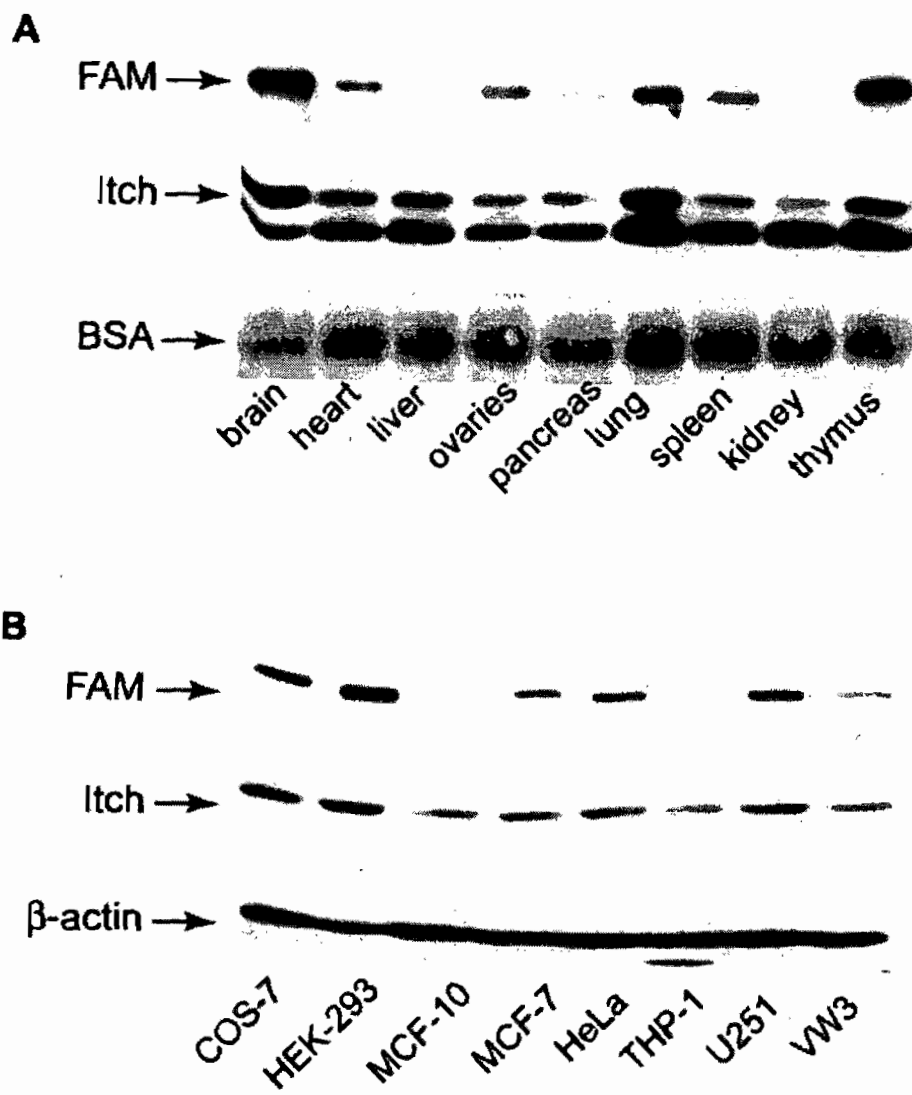 A
FAM
Itch
BSA
brain heart liver ovaries pancreas lung spleen kidney thymus
B
FAM
Itch
β-actin
COS-7 HEK-293 MCF-10 MCF-7 HeLa THP-1 U251 VW3